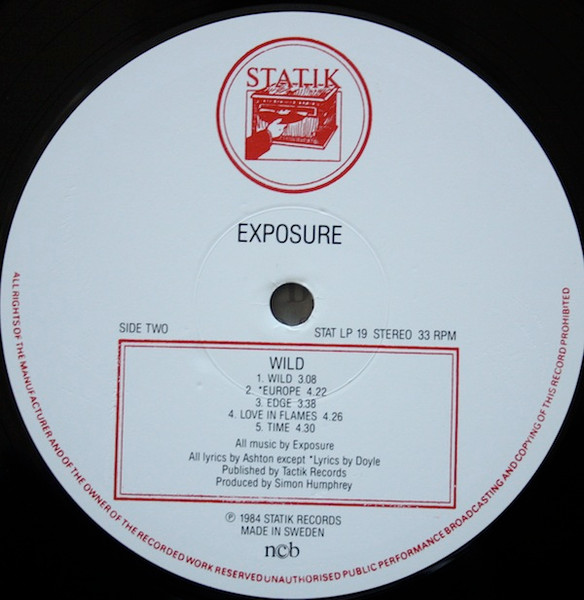 STATIK
EXPOSURE
SIDE TWO
STAT LP 19 STEREO 33 RPM
WILD
1. WILD 3.08
2. *EUROPE 4.22
3. EDGE 3.38
4. LOVE IN FLAMES 4.26
5. TIME 4.30
All music by Exposure
All lyrics by Ashton except *Lyrics by Doyle
Published by Tactik Records
Produced by Simon Humphrey
℗ 1984 STATIK RECORDS
MADE IN SWEDEN
ncb
ALL RIGHTS OF THE MANUFACTURER AND OF THE OWNER OF THE RECORDED WORK RESERVED UNAUTHORISED PUBLIC PERFORMANCE BROADCASTING AND COPYING OF THIS RECORD PROHIBITED